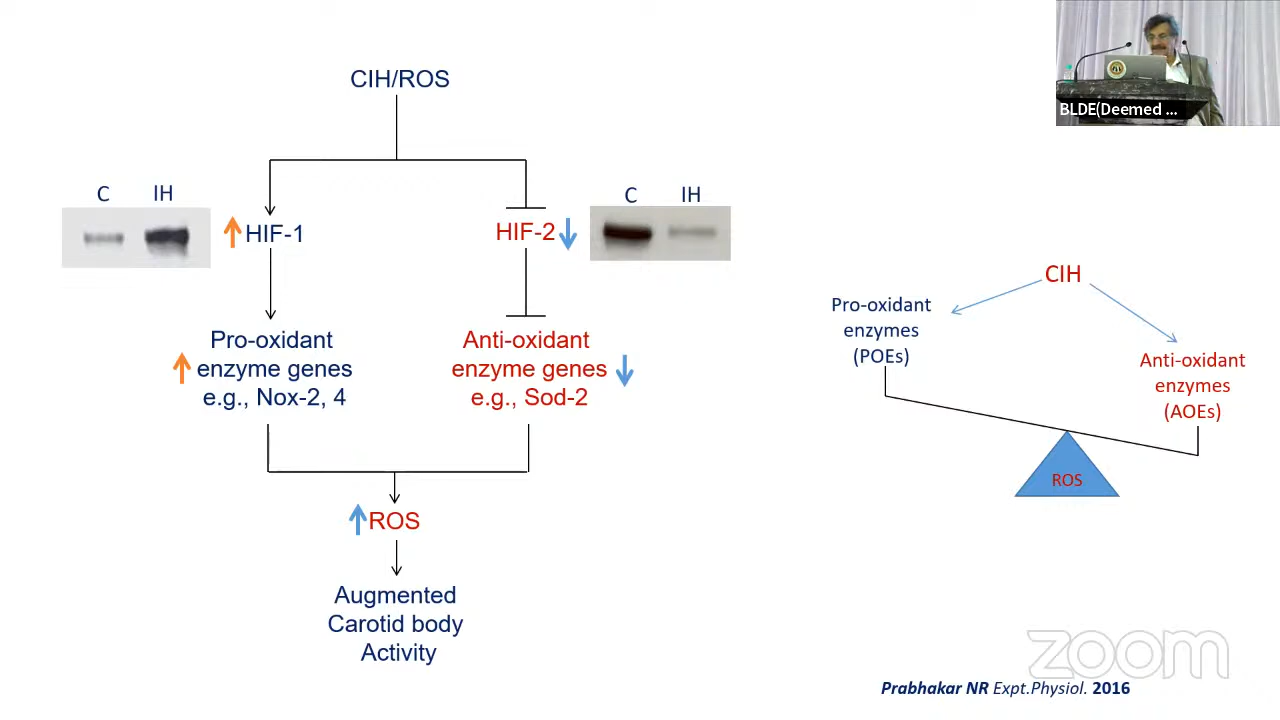 CIH/ROS
C IH
HIF-1
HIF-2
C IH
Pro-oxidant
enzyme genes
e.g., Nox-2, 4
Anti-oxidant
enzyme genes
e.g., Sod-2
ROS
Augmented
Carotid body
Activity
CIH
Pro-oxidant
enzymes
(POEs)
Anti-oxidant
enzymes
(AOEs)
ROS
Prabhakar NR Expt.Physiol. 2016
BLDE(Deemed ...
zoom